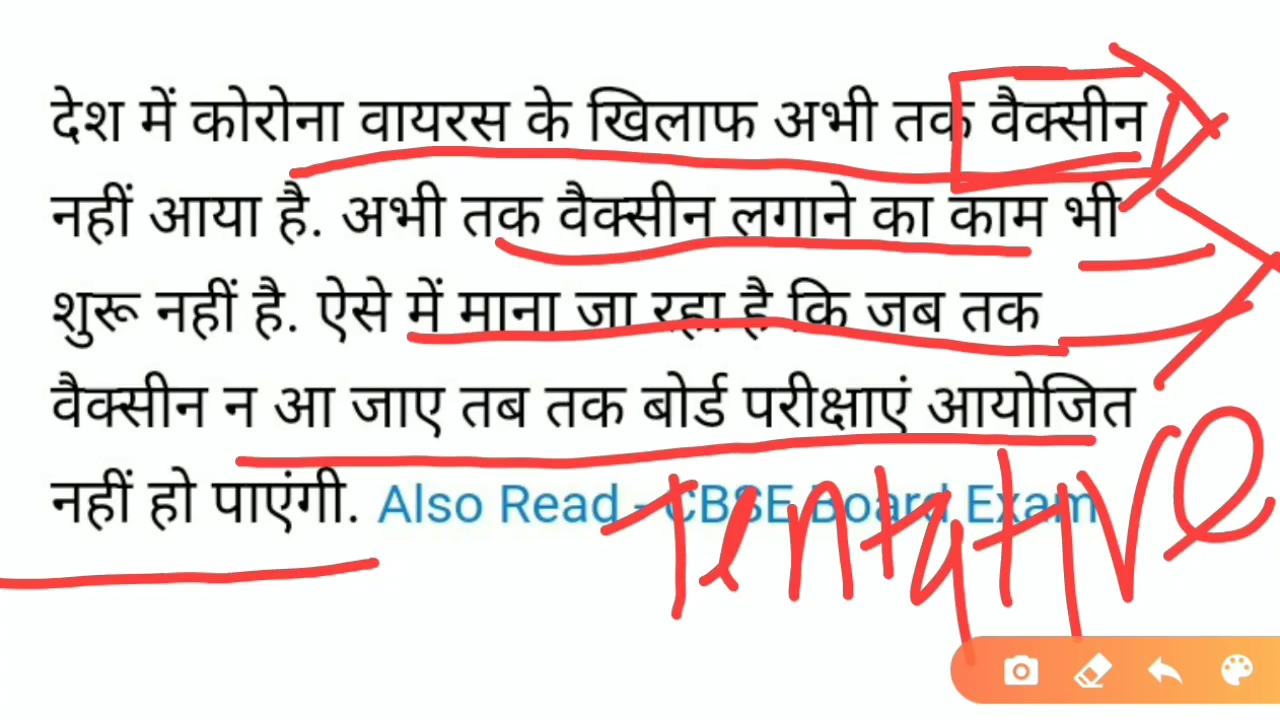 देश में कोरोना वायरस के खिलाफ अभी तक वैक्सीन
नहीं आया है. अभी तक वैक्सीन लगाने का काम भी
शुरू नहीं है. ऐसे में माना जा रहा है कि जब तक
वैक्सीन न आ जाए तब तक बोर्ड परीक्षाएं आयोजित
नहीं हो पाएंगी. Also Read - CBSE Board Exam
Tentative